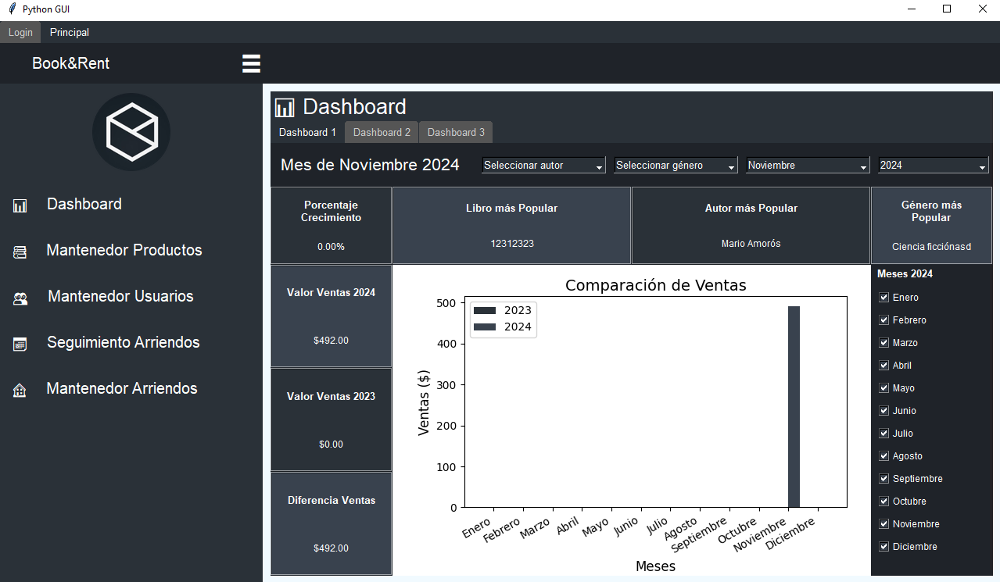 Python GUI
Login Principal
Book&Rent
Dashboard
Mantenedor Productos
Mantenedor Usuarios
Seguimiento Arriendos
Mantenedor Arriendos
Dashboard
Dashboard 1 Dashboard 2 Dashboard 3
Mes de Noviembre 2024 Seleccionar autor Seleccionar género Noviembre 2024
Porcentaje
Crecimiento
0.00%
Libro más Popular
12312323
Autor más Popular
Mario Amorós
Género más
Popular
Ciencia ficciónasd
Valor Ventas 2024
$492.00
Valor Ventas 2023
$0.00
Diferencia Ventas
$492.00
Comparación de Ventas
2023
2024
Ventas ($)
500
400
300
200
100
0
Enero
Febrero
Marzo
Abril
Mayo
Junio
Julio
Agosto
Septiembre
Octubre
Noviembre
Diciembre
Meses
Meses 2024
Enero
Febrero
Marzo
Abril
Mayo
Junio
Julio
Agosto
Septiembre
Octubre
Noviembre
Diciembre